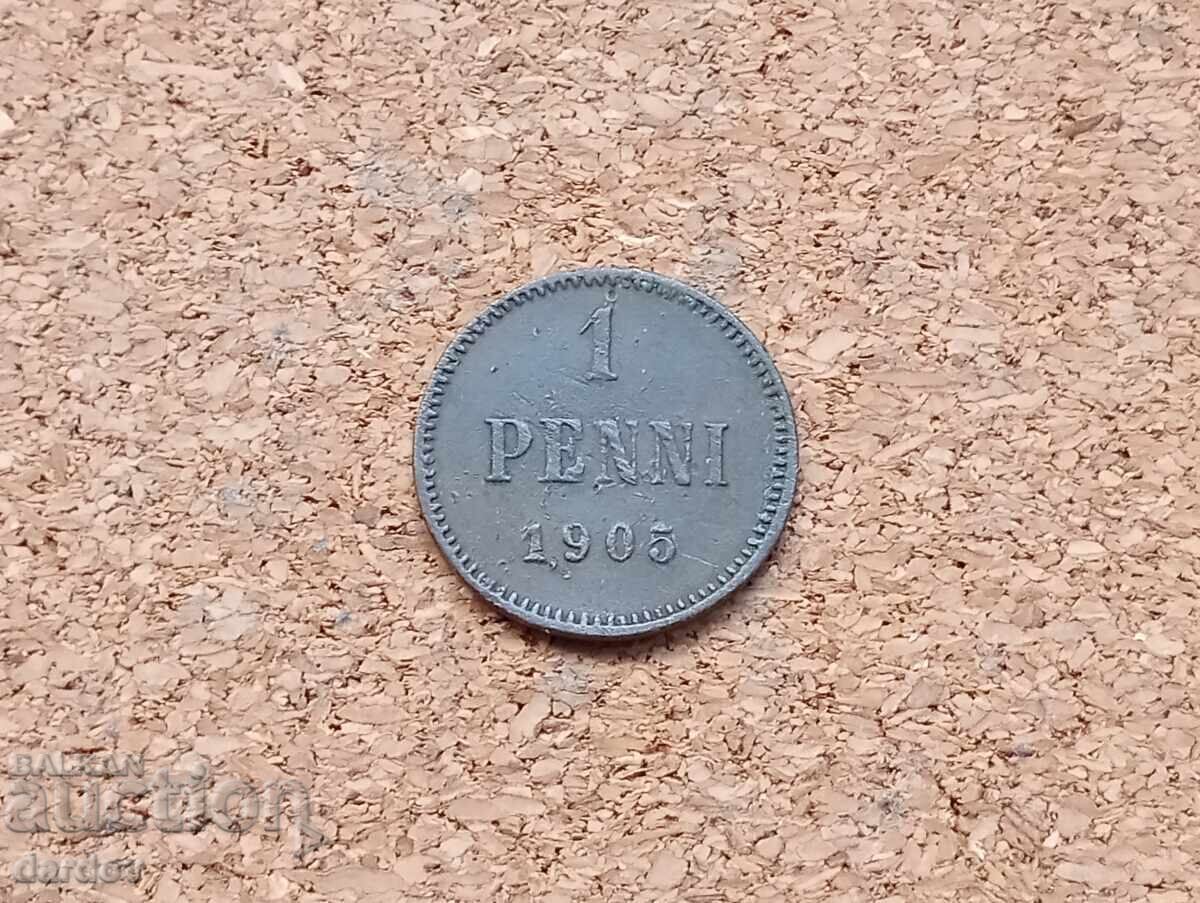 1
PENNI
1905
BALKAN
auction
dardov